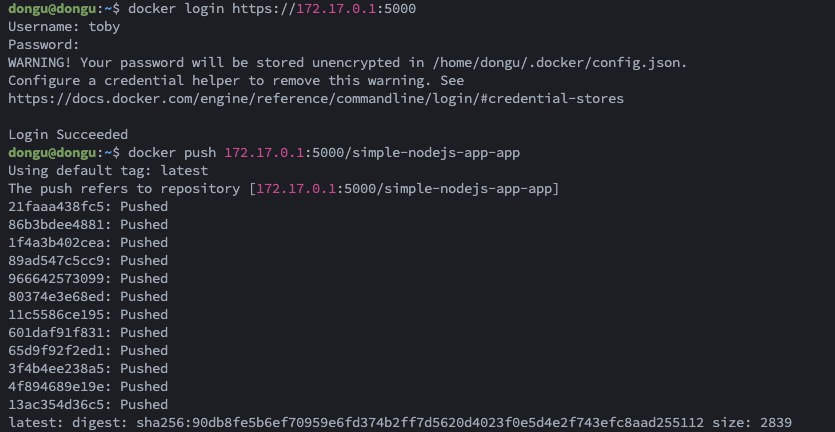 dongu@dongu:~$ docker login https://172.17.0.1:5000
Username: toby
Password:
WARNING! Your password will be stored unencrypted in /home/dongu/.docker/config.json.
Configure a credential helper to remove this warning. See
https://docs.docker.com/engine/reference/commandline/login/#credential-stores
Login Succeeded
dongu@dongu:~$ docker push 172.17.0.1:5000/simple-nodejs-app-app
Using default tag: latest
The push refers to repository [172.17.0.1:5000/simple-nodejs-app-app]
21faaa438fc5: Pushed
86b3bdee4881: Pushed
1f4a3b402cea: Pushed
89ad547c5cc9: Pushed
966642573099: Pushed
80374e3e68ed: Pushed
11c5586ce195: Pushed
601daf91f831: Pushed
65d9f92f2ed1: Pushed
3f4b4ee238a5: Pushed
4f894689e19e: Pushed
13ac354d36c5: Pushed
latest: digest: sha256:90db8fe5b6ef70959e6fd374b2ff7d5620d4023f0e5d4e2f743efc8aad255112 size: 2839